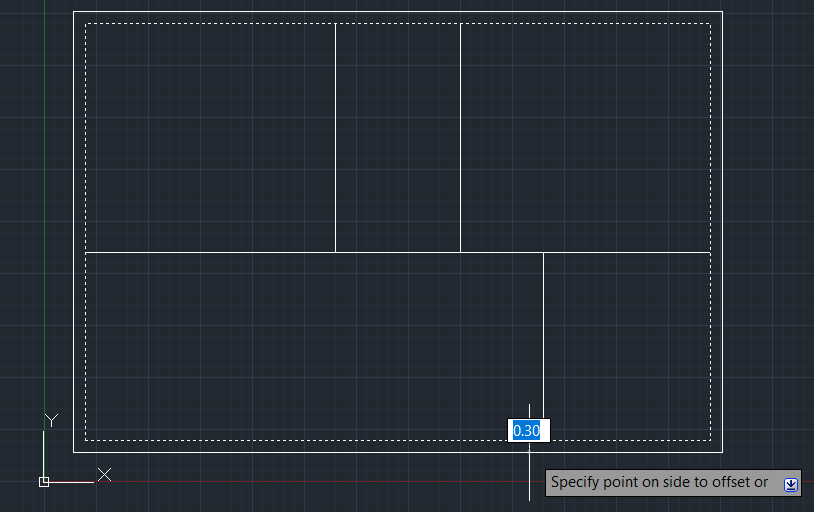 Y
0.30
X
Specify point on side to offset or